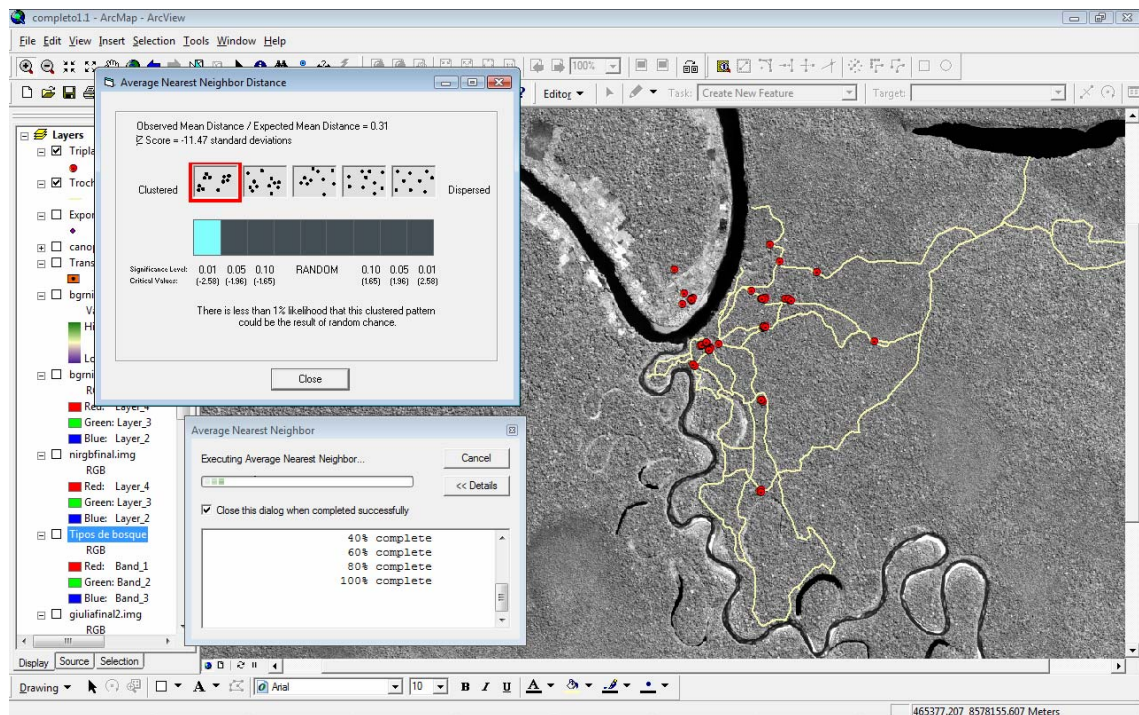 completo1.1 - ArcMap - ArcView
File Edit View Insert Selection Tools Window Help
100%
Editor Task: Create New Feature Target:
Average Nearest Neighbor Distance
Observed Mean Distance / Expected Mean Distance = 0.31
Z Score = -11.47 standard deviations
Clustered Dispersed
Significance Level: 0.01 0.05 0.10 RANDOM 0.10 0.05 0.01
Critical Values: (-2.58) (-1.96) (-1.65) (1.65) (1.96) (2.58)
There is less than 1% likelihood that this clustered pattern
could be the result of random chance.
Close
Layers
Tripla
Troch
Expor
canop
Trans
bgrni
Va
Hi
Lo
bgrni
Red: Layer_4
Green: Layer_3
Blue: Layer_2
nirgbfinal.img
RGB
Red: Layer_4
Green: Layer_3
Blue: Layer_2
Tipos de bosque
RGB
Red: Band_1
Green: Band_2
Blue: Band_3
giuliafinal2.img
RGB
Average Nearest Neighbor
Executing Average Nearest Neighbor...
Cancel
<< Details
Close this dialog when completed successfully
40% complete
60% complete
80% complete
100% complete
Display Source Selection
Drawing A Arial 10 B I U A
465377.207 8578155.607 Meters